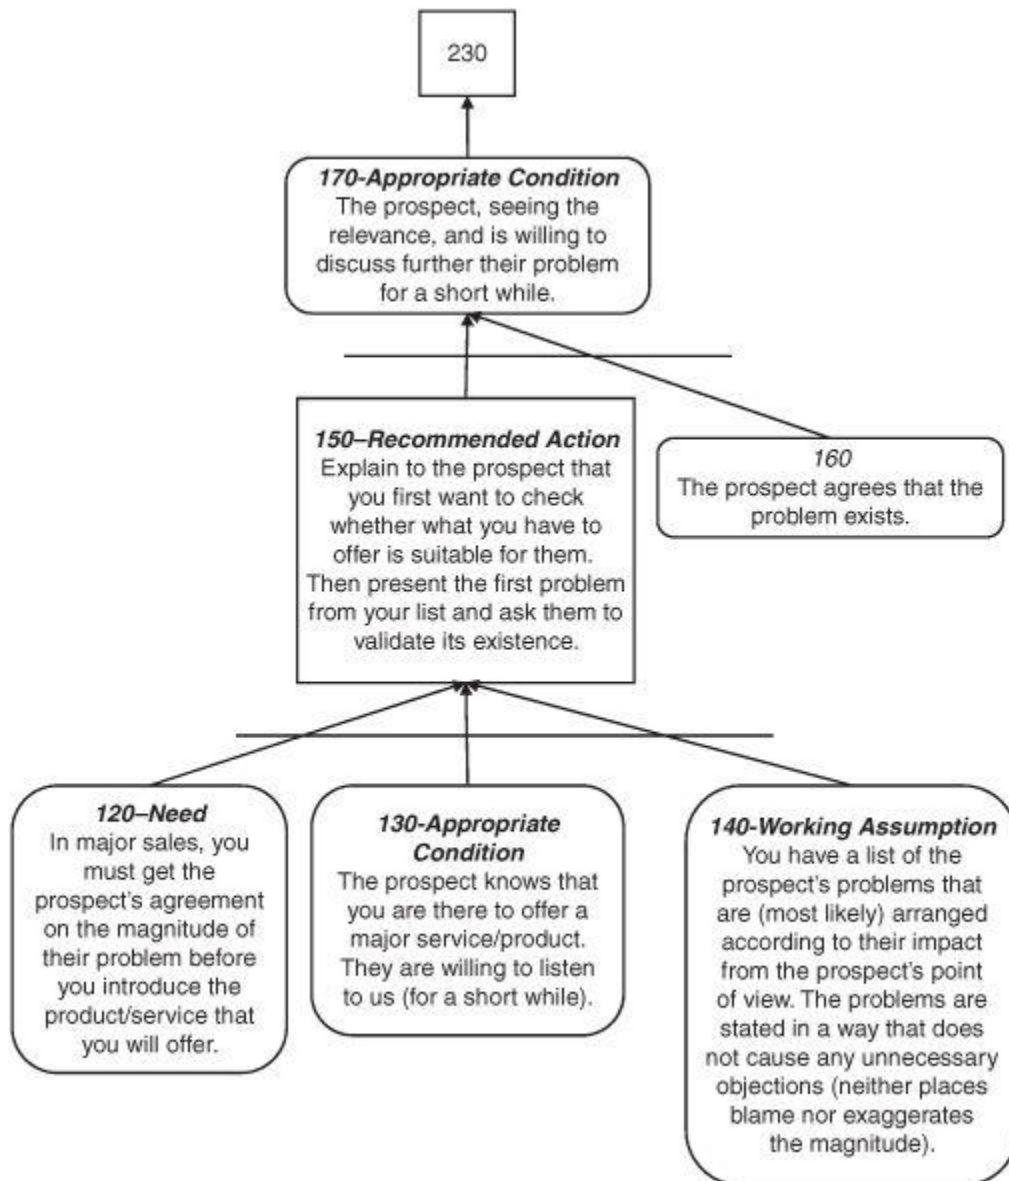 230
170-Appropriate Condition
The prospect, seeing the
relevance, and is willing to
discuss further their problem
for a short while.
150–Recommended Action
Explain to the prospect that
you first want to check
whether what you have to
offer is suitable for them.
Then present the first problem
from your list and ask them to
validate its existence.
160
The prospect agrees that the
problem exists.
120–Need
In major sales, you
must get the
prospect's agreement
on the magnitude of
their problem before
you introduce the
product/service that
you will offer.
130-Appropriate
Condition
The prospect knows that
you are there to offer a
major service/product.
They are willing to listen
to us (for a short while).
140-Working Assumption
You have a list of the
prospect's problems that
are (most likely) arranged
according to their impact
from the prospect's point
of view. The problems are
stated in a way that does
not cause any unnecessary
objections (neither places
blame nor exaggerates
the magnitude).